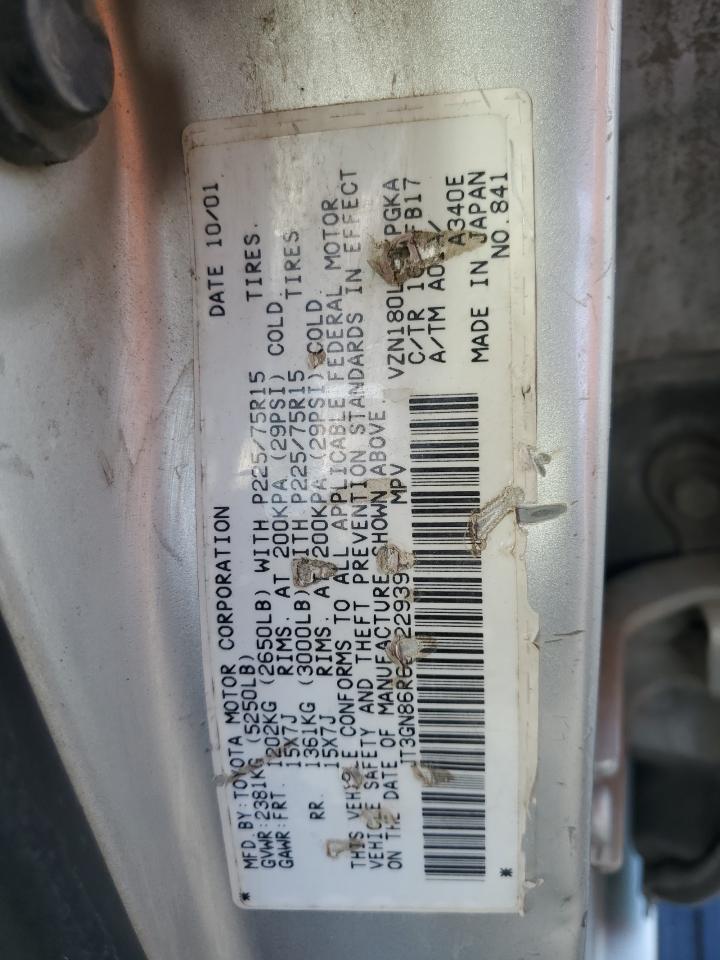 MFD. BY: TOYOTA MOTOR CORPORATION DATE 10/01
GVWR: 2381KG (5250LB)
GAWR: FRT. 1202KG (2650LB) WITH P225/75R15 TIRES.
15X7J RIMS. AT 200KPA (29PSI) COLD.
RR. 1361KG (3000LB) WITH P225/75R15 TIRES
15X7J RIMS. AT 200KPA (29PSI) COLD.
THIS VEHICLE CONFORMS TO ALL APPLICABLE FEDERAL MOTOR
VEHICLE SAFETY AND THEFT PREVENTION STANDARDS IN EFFECT
ON THE DATE OF MANUFACTURE SHOWN ABOVE.
MPV VZN180L PGKA
C/TR FB17
A/TM A340E
MADE IN JAPAN
* * NO.841